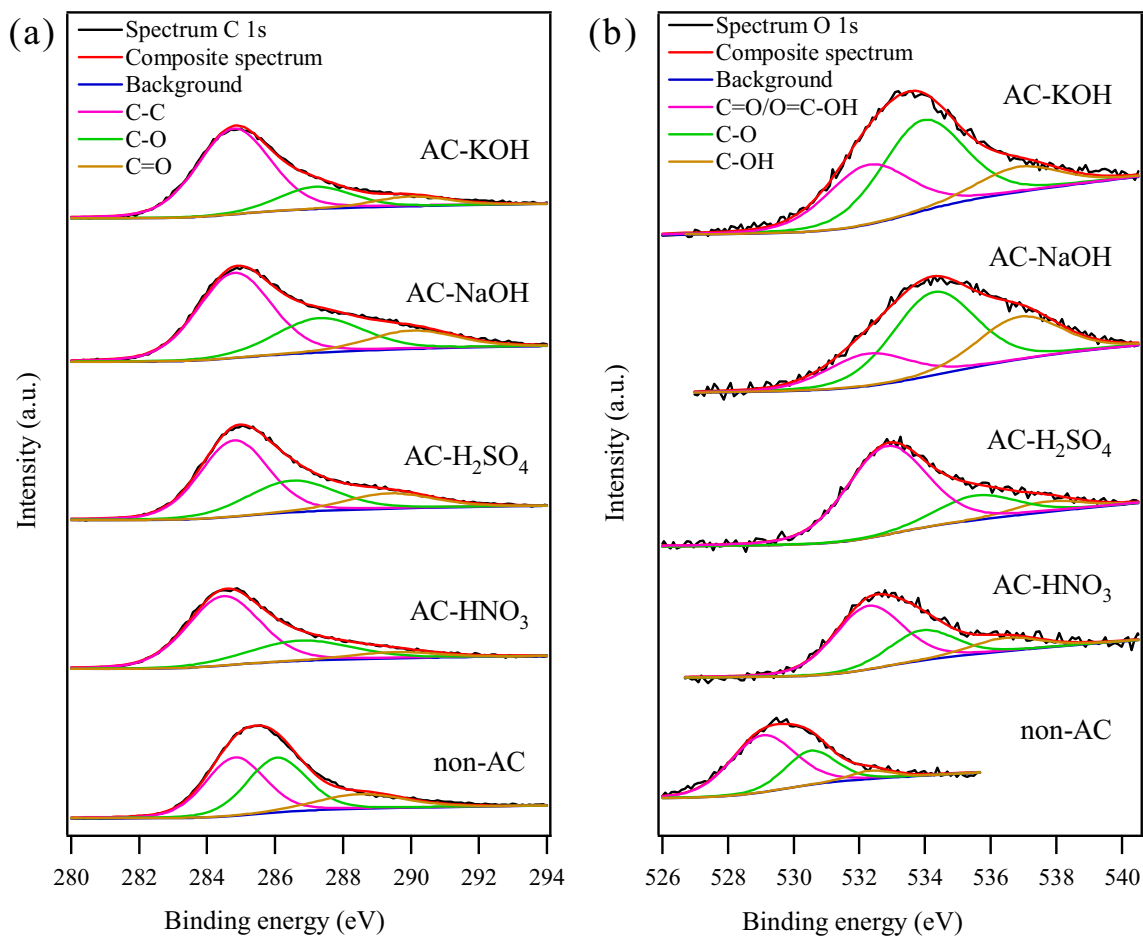 (a)
Spectrum C 1s
Composite spectrum
Background
C-C
C-O
C=O
AC-KOH
AC-NaOH
AC-H₂SO₄
AC-HNO₃
non-AC
Intensity (a.u.)
280 282 284 286 288 290 292 294
Binding energy (eV)
(b)
Spectrum O 1s
Composite spectrum
Background
C=O/O=C-OH
C-O
C-OH
AC-KOH
AC-NaOH
AC-H₂SO₄
AC-HNO₃
non-AC
Intensity (a.u.)
526 528 530 532 534 536 538 540
Binding energy (eV)